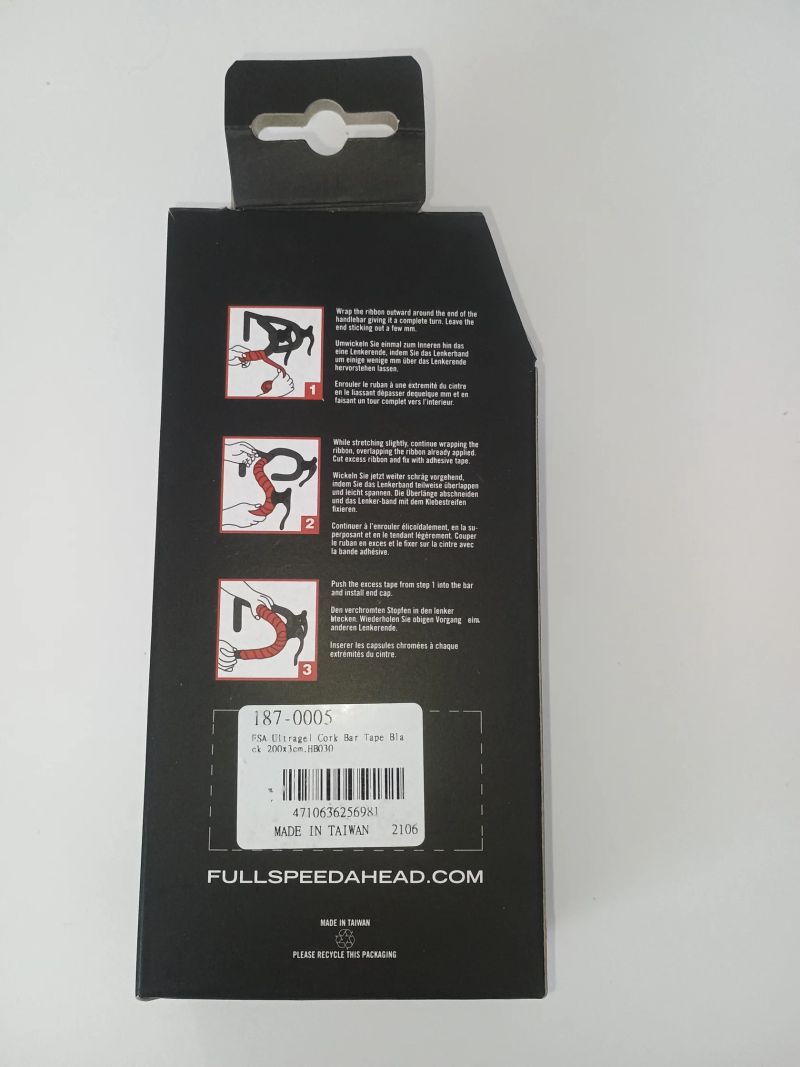 1
Wrap the ribbon outward around the end of the
handlebar giving it a complete turn. Leave the
end sticking out a few mm.
Umwickeln Sie einmal zum Inneren hin das
eine Lenkerende, indem Sie das Lenkerband
um einige wenige mm über das Lenkerende
hervorstehen lassen.
Enrouler le ruban à une éxtremité du cintre
en le liassant dépasser dequelque mm et en
faisant un tour complet vers l'interieur.
2
While stretching slightly, continue wrapping the
ribbon, overlapping the ribbon already applied.
Cut excess ribbon and fix with adhesive tape.
Wickeln Sie jetzt weiter schräg vorgehend,
indem Sie das Lenkerband teilweise überlappen
und leicht spannen. Die Überlänge abschneiden
und das Lenker-band mit dem Klebestreifen
fixieren.
Continuer à l'enrouler élicoïdalement, en la su-
perposant et en le tendant légèrement. Couper
le ruban en exces et le fixer sur la cintre avec
la bande adhésive.
3
Push the excess tape from step 1 into the bar
and install end cap.
Den verchromten Stopfen in den lenker
stecken. Wiederholen Sie obigen Vorgang eim
anderen Lenkerende.
Inserer les capsules chromées à chaque
extrémités du cintre.
187-0005
FSA Ultragel Cork Bar Tape Bla
ck 200x3cm,HB030
4710636256981
MADE IN TAIWAN 2106
FULLSPEEDAHEAD.COM
MADE IN TAIWAN
PLEASE RECYCLE THIS PACKAGING